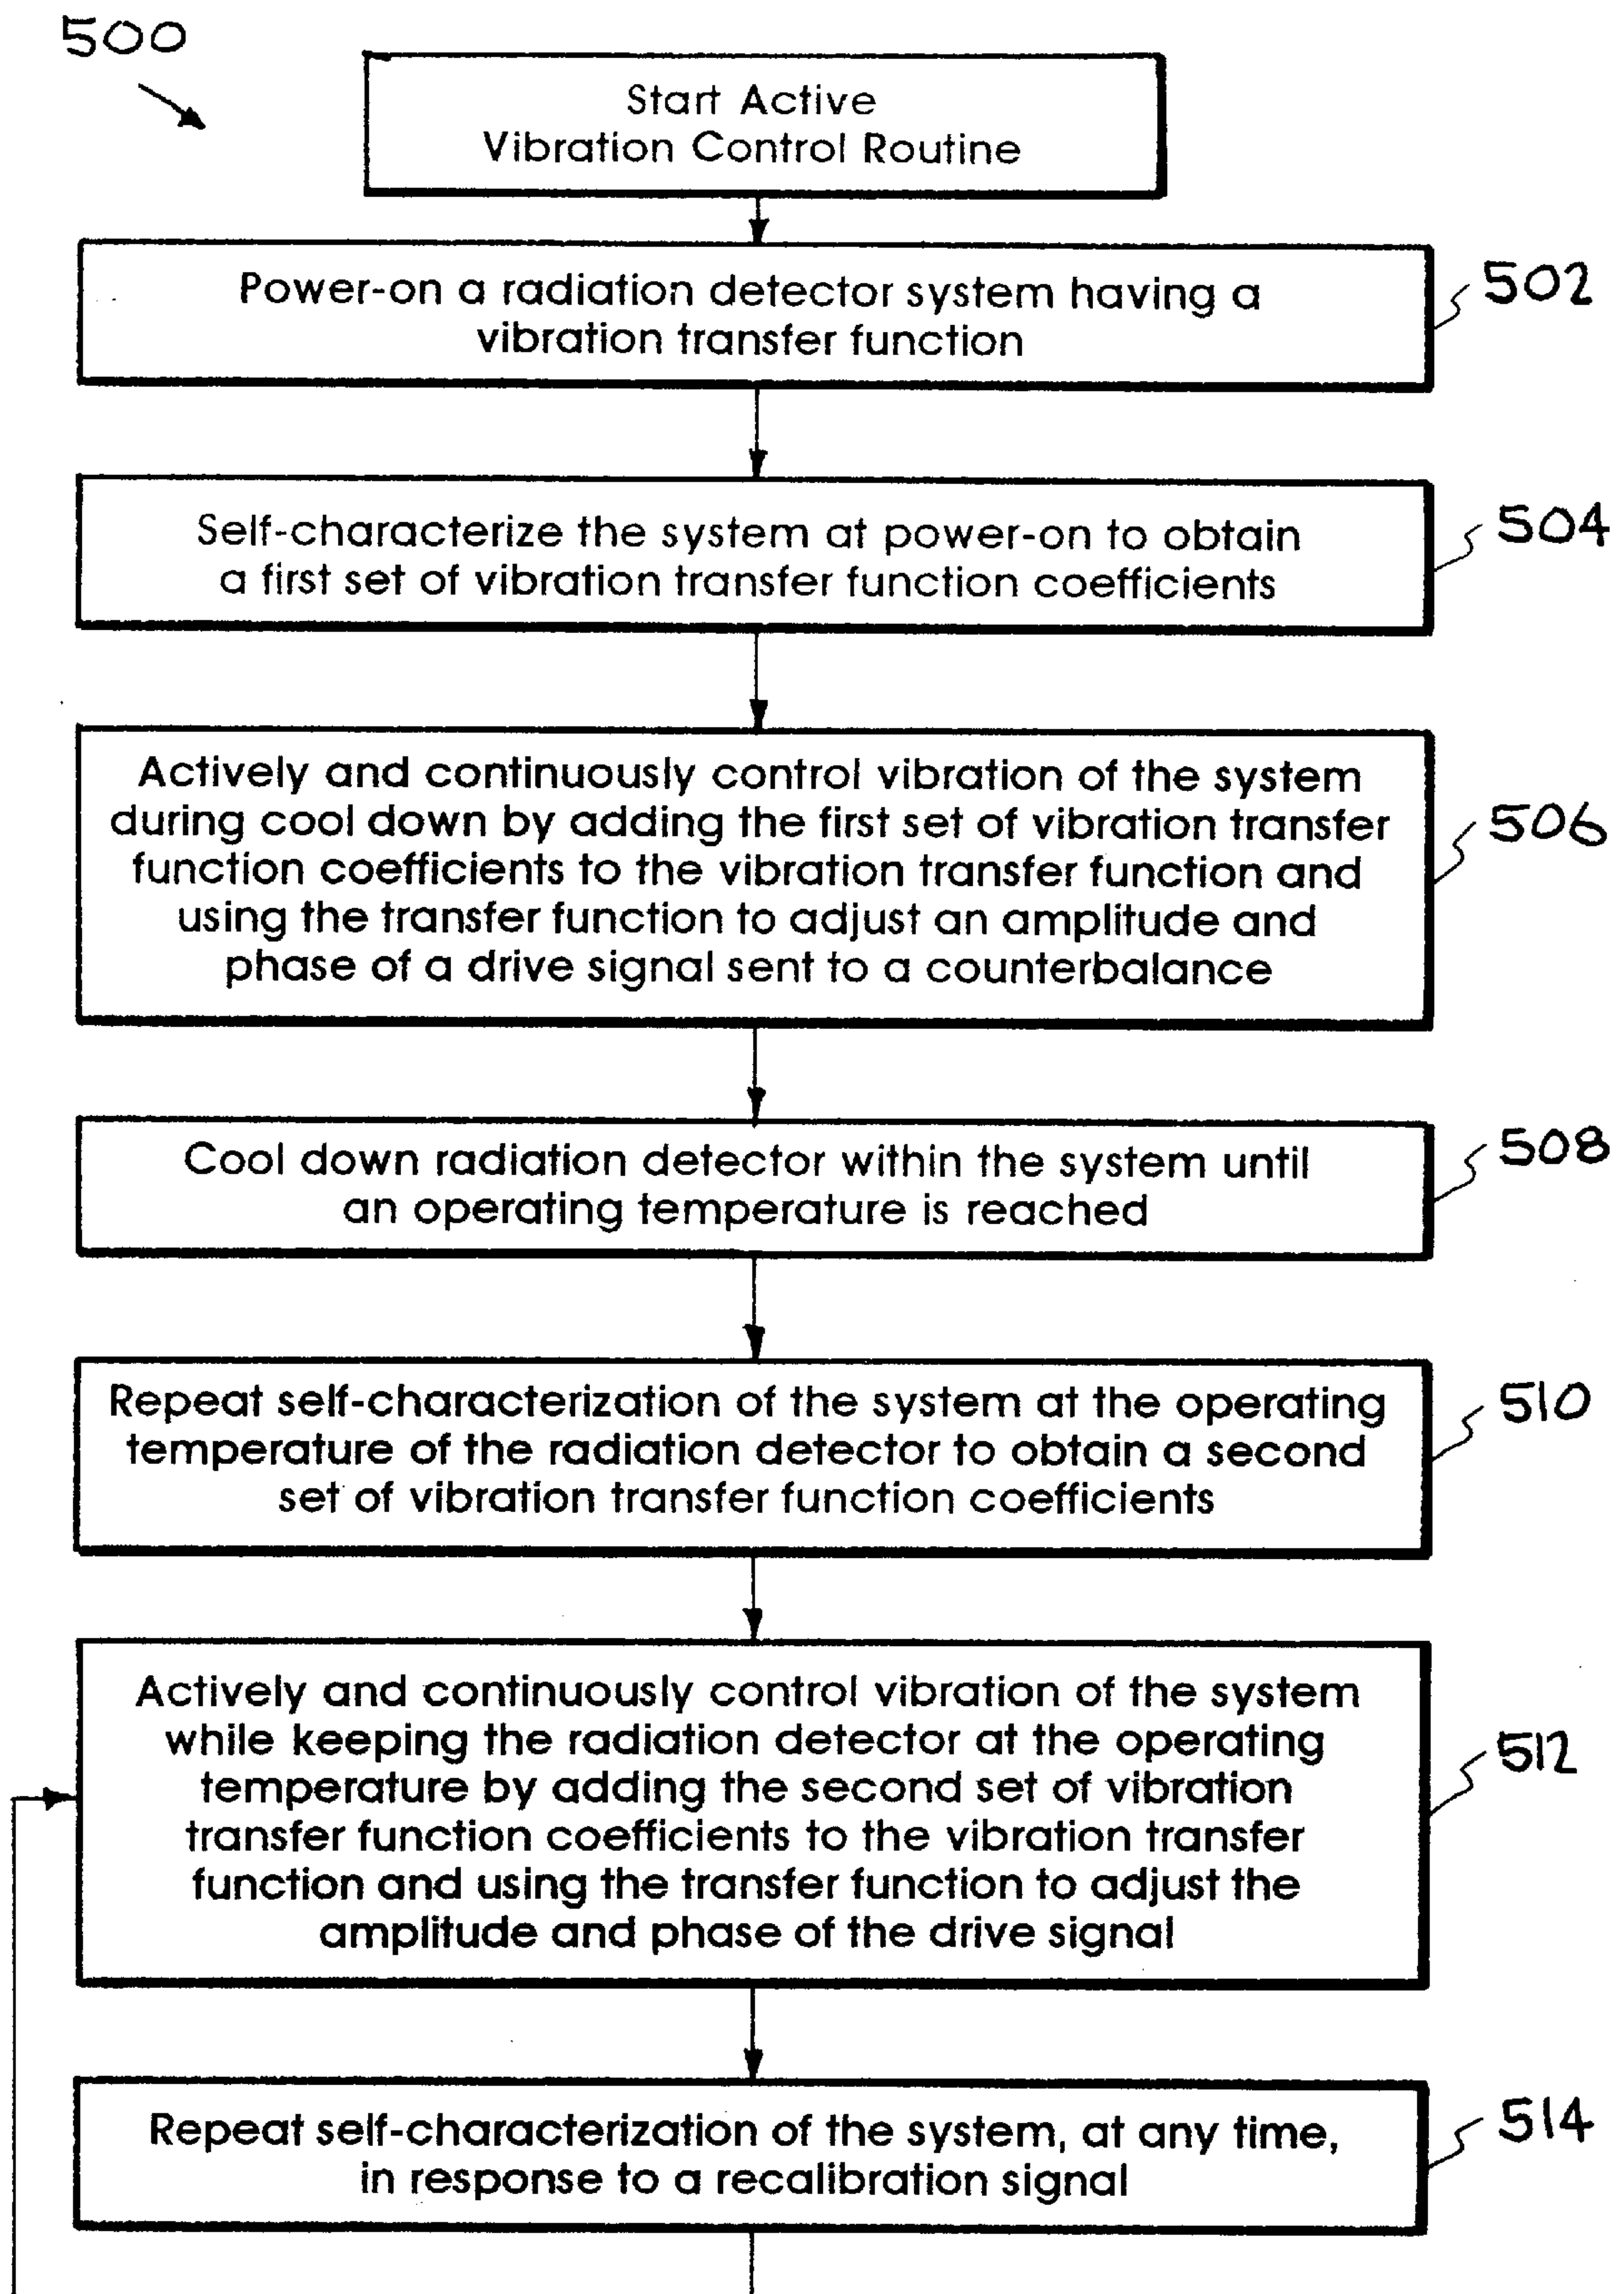 500
Start Active
Vibration Control Routine
Power-on a radiation detector system having a
vibration transfer function
502
Self-characterize the system at power-on to obtain
a first set of vibration transfer function coefficients
504
Actively and continuously control vibration of the system
during cool down by adding the first set of vibration transfer
function coefficients to the vibration transfer function and
using the transfer function to adjust an amplitude and
phase of a drive signal sent to a counterbalance
506
Cool down radiation detector within the system until
an operating temperature is reached
508
Repeat self-characterization of the system at the operating
temperature of the radiation detector to obtain a second
set of vibration transfer function coefficients
510
Actively and continuously control vibration of the system
while keeping the radiation detector at the operating
temperature by adding the second set of vibration
transfer function coefficients to the vibration transfer
function and using the transfer function to adjust the
amplitude and phase of the drive signal
512
Repeat self-characterization of the system, at any time,
in response to a recalibration signal
514